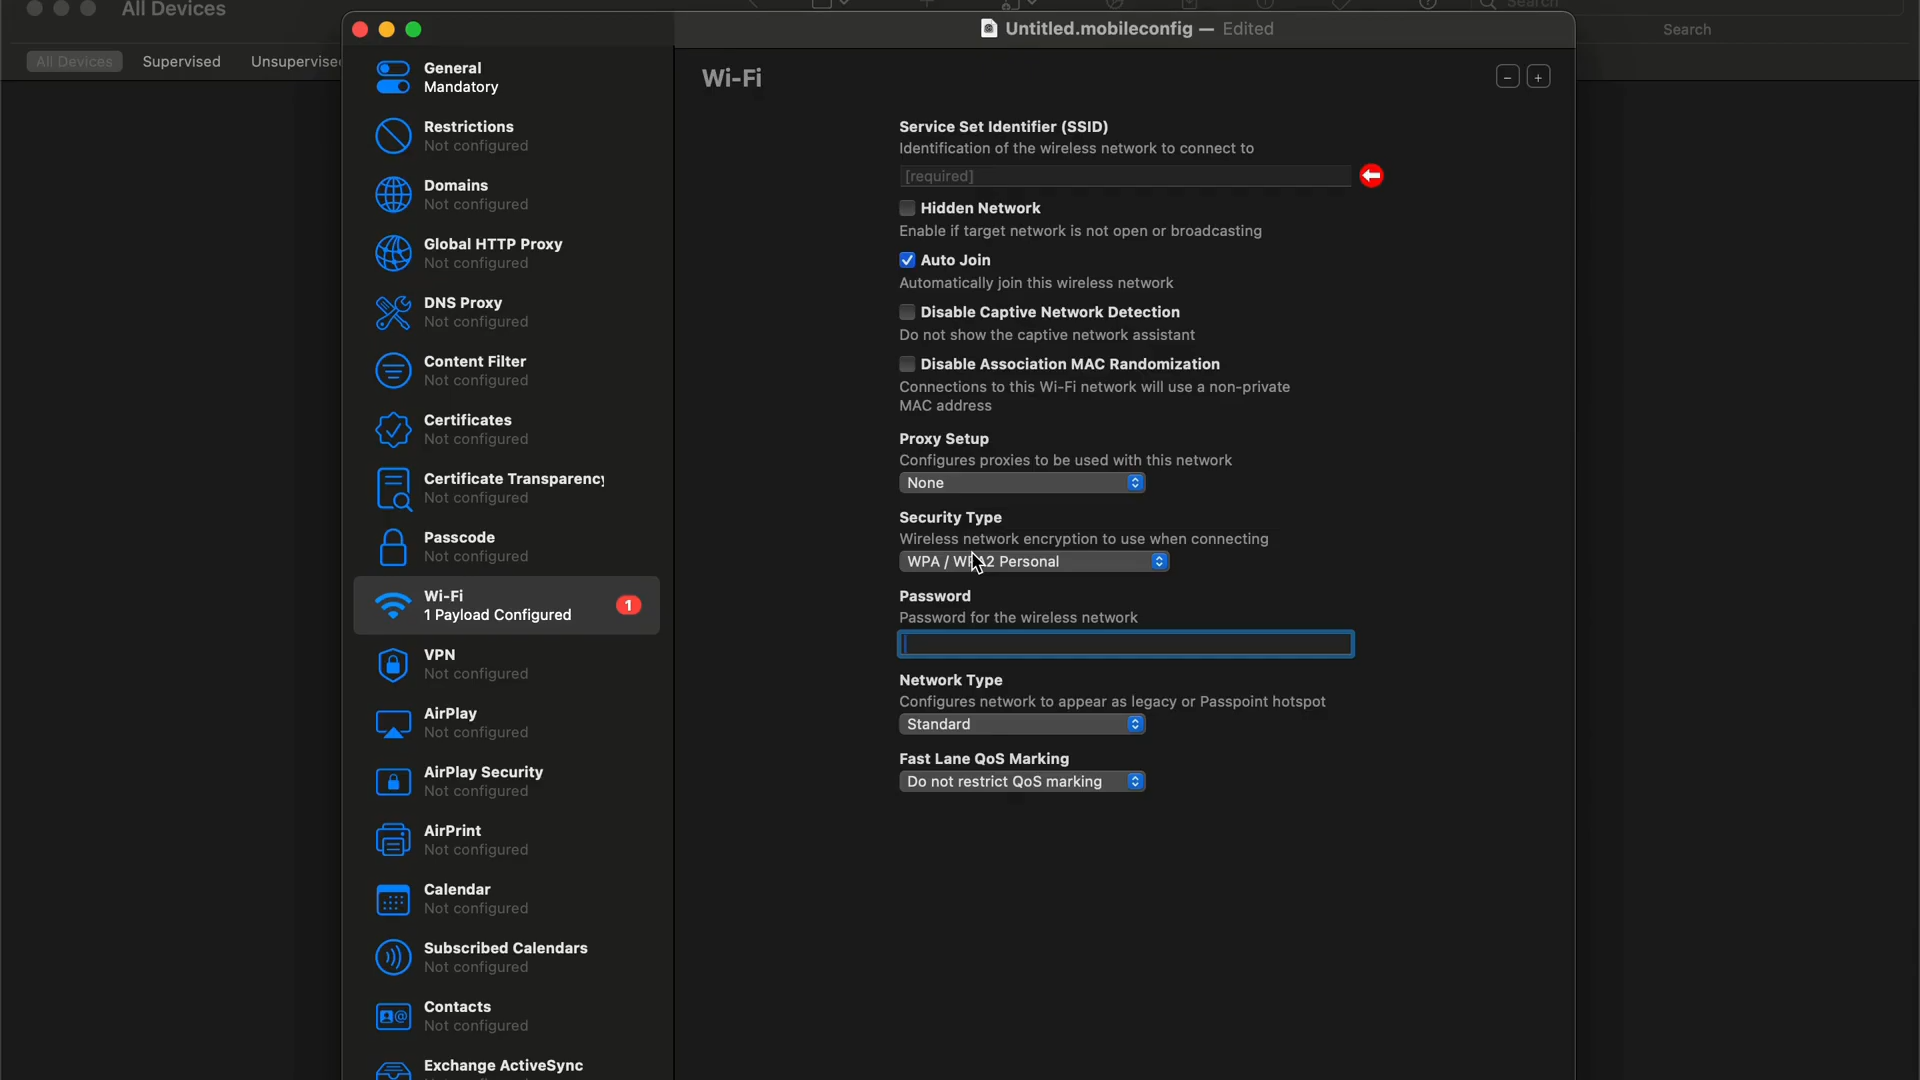 All Devices
Search
Search
All Devices
Supervised
Unsupervise
Untitled.mobileconfig — Edited
General
Mandatory
Restrictions
Not configured
Domains
Not configured
Global HTTP Proxy
Not configured
DNS Proxy
Not configured
Content Filter
Not configured
Certificates
Not configured
Certificate Transparency
Not configured
Passcode
Not configured
Wi-Fi
1 Payload Configured
1
VPN
Not configured
AirPlay
Not configured
AirPlay Security
Not configured
AirPrint
Not configured
Calendar
Not configured
Subscribed Calendars
Not configured
Contacts
Not configured
Exchange ActiveSync
Wi-Fi
Service Set Identifier (SSID)
Identification of the wireless network to connect to
[required]
Hidden Network
Enable if target network is not open or broadcasting
Auto Join
Automatically join this wireless network
Disable Captive Network Detection
Do not show the captive network assistant
Disable Association MAC Randomization
Connections to this Wi-Fi network will use a non-private
MAC address
Proxy Setup
Configures proxies to be used with this network
None
Security Type
Wireless network encryption to use when connecting
WPA / WPA2 Personal
Password
Password for the wireless network
Network Type
Configures network to appear as legacy or Passpoint hotspot
Standard
Fast Lane QoS Marking
Do not restrict QoS marking